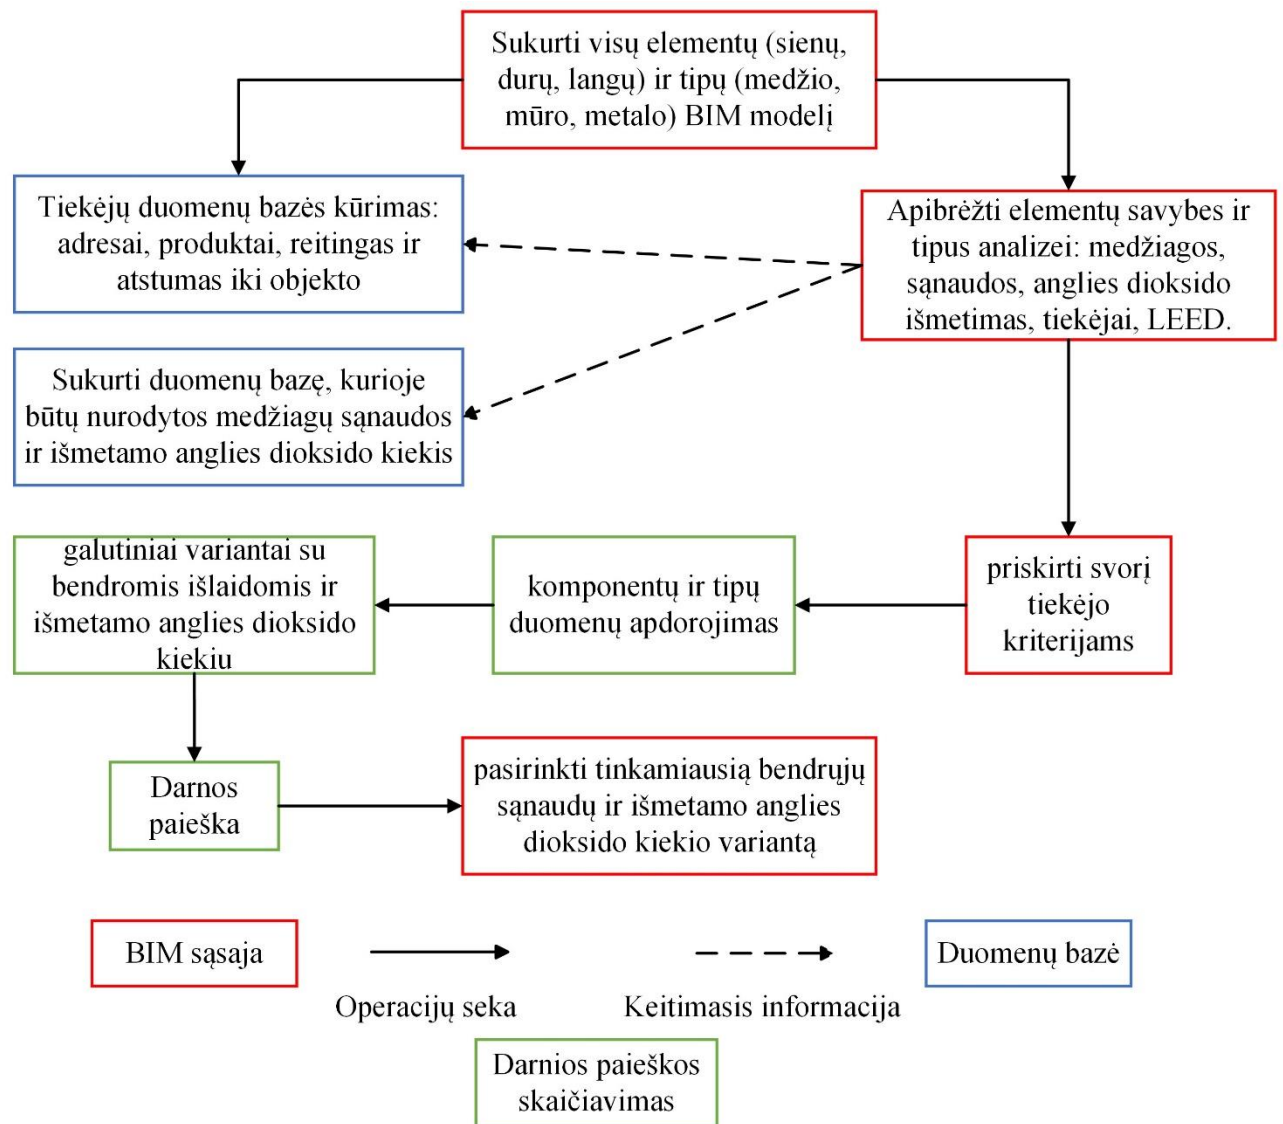 Sukurti visų elementų (sienų,
durų, langų) ir tipų (medžio,
mūro, metalo) BIM modelį
Tiekėjų duomenų bazės kūrimas:
adresai, produktai, reitingas ir
atstumas iki objekto
Apibrėžti elementų savybes ir
tipus analizei: medžiagos,
sąnaudos, anglies dioksido
išmetimas, tiekėjai, LEED.
Sukurti duomenų bazę, kurioje
būtų nurodytos medžiagų sąnaudos
ir išmetamo anglies dioksido kiekis
galutiniai variantai su
bendromis išlaidomis ir
išmetamo anglies dioksido
kiekiu
komponentų ir tipų
duomenų apdorojimas
priskirti svorį
tiekėjo
kriterijams
Darnos
paieška
pasirinkti tinkamiausią bendrųjų
sąnaudų ir išmetamo anglies
dioksido kiekio variantą
BIM sąsaja
Operacijų seka
Keitimasis informacija
Duomenų bazė
Darnios paieškos
skaičiavimas